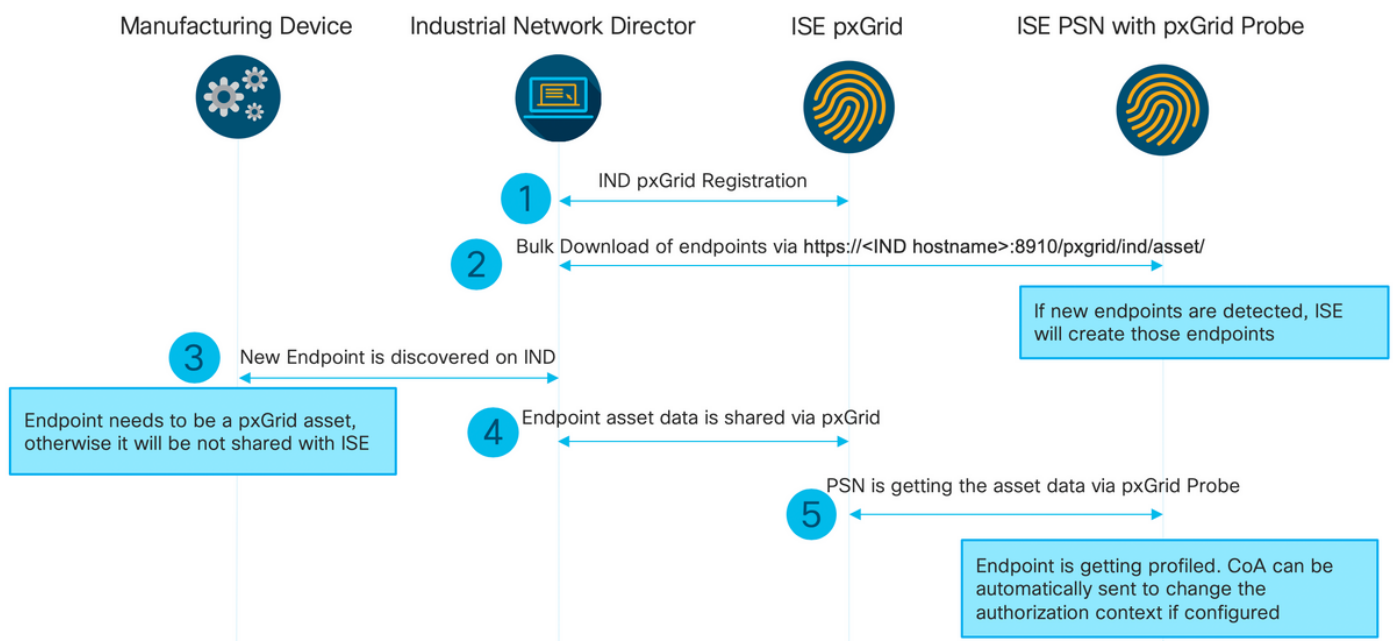 Manufacturing Device
Industrial Network Director
ISE pxGrid
ISE PSN with pxGrid Probe
1
IND pxGrid Registration
2
Bulk Download of endpoints via https://<IND hostname>:8910/pxgrid/ind/asset/
If new endpoints are detected, ISE
will create those endpoints
3
New Endpoint is discovered on IND
Endpoint needs to be a pxGrid asset,
otherwise it will be not shared with ISE
4
Endpoint asset data is shared via pxGrid
5
PSN is getting the asset data via pxGrid Probe
Endpoint is getting profiled. CoA can be
automatically sent to change the
authorization context if configured